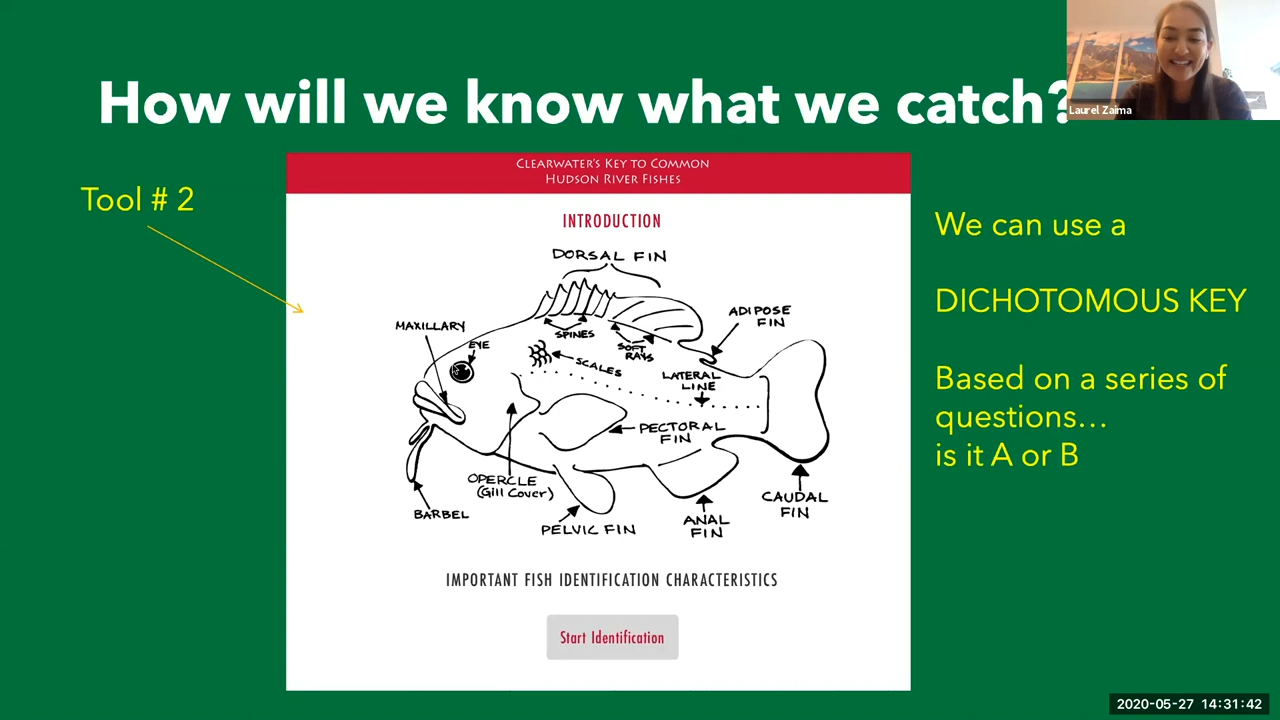 How will we know what we catch?
Laurel Zaima
Tool # 2
CLEARWATER'S KEY TO COMMON
HUDSON RIVER FISHES
INTRODUCTION
DORSAL FIN
ADIPOSE
FIN
MAXILLARY
EYE
SPINES
SOFT
RAYS
SCALES
LATERAL
LINE
PECTORAL
FIN
OPERCLE
(Gill Cover)
BARBEL
PELVIC FIN
ANAL
FIN
CAUDAL
FIN
IMPORTANT FISH IDENTIFICATION CHARACTERISTICS
Start Identification
We can use a
DICHOTOMOUS KEY
Based on a series of
questions...
is it A or B
2020-05-27 14:31:42